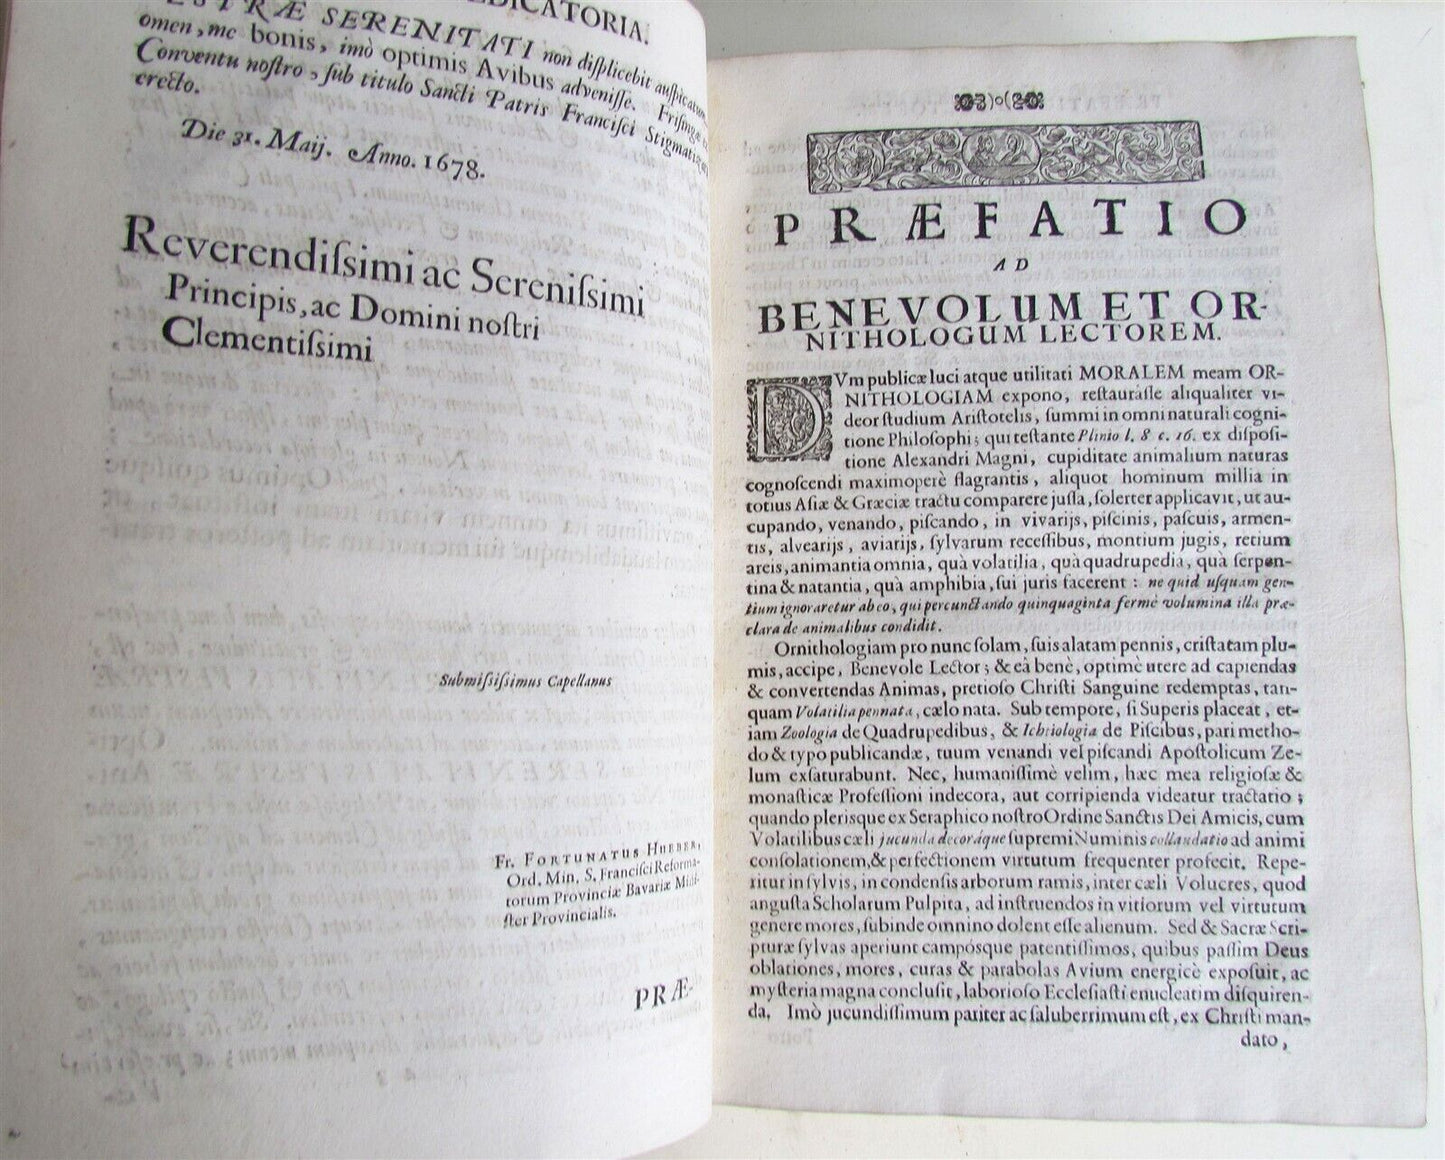 DICATORIA.
SERENITATI non displicebit auspicatum
omen, me bonis, imò optimis Avibus advenisse. Frisingæ
Conventu nostro, sub titulo Sancti Patris Francisci Stigmatizati
erecto.
Die 31. Maij. Anno. 1678.
Reverendiſsimi ac Sereniſsimi
Principis, ac Domini noſtri
Clementiſsimi
Submiſsiſsimus Capellanus
Fr. FORTUNATUS HUEBER,
Ord. Min. S. Franciſci Reforma-
torum Provinciæ Bavariæ Mini-
ſter Provincialis.
PRÆ-
PRÆFATIO
AD
BENEVOLUM ET OR-
NITHOLOGUM LECTOREM.
DUm publicæ luci atque utilitati MORALEM meam OR-
NITHOLOGIAM expono, reſtauraſſe aliqualiter vi-
deor ſtudium Ariſtotelis, ſummi in omni naturali cogni-
tione Philoſophi; qui teſtante Plinio l. 8 c. 16. ex diſpoſi-
tione Alexandri Magni, cupiditate animalium naturas
cognoſcendi maximoperè flagrantis, aliquot hominum millia in
totius Aſiæ & Græciæ tractu comparere juſſa, ſolerter applicavit, ut au-
cupando, venando, piſcando, in vivarijs, piſcinis, paſcuis, armen-
tis, alvearijs, aviarijs, ſylvarum receſſibus, montium jugis, retium
areis, animantia omnia, quà volatilia, quà quadrupedia, quà ſerpen-
tina & natantia, quà amphibia, ſui juris facerent : ne quid uſquam gen-
tium ignoraretur ab eo, qui percunctando quinquaginta fermè volumina illa præ-
clara de animalibus condidit.
Ornithologiam pro nunc ſolam, ſuis alatam pennis, criſtatam plu-
mis, accipe, Benevole Lector; & eâ benè, optimè utere ad capiendas
& convertendas Animas, pretioſo Chriſti Sanguine redemptas, tan-
quam Volatilia pennata, cælo nata. Sub tempore, ſi Superis placeat, et-
iam Zoologia de Quadrupedibus, & Ichtiologia de Piſcibus, pari metho-
do & typo publicandæ, tuum venandi vel piſcandi Apoſtolicum Ze-
lum exſaturabunt. Nec, humaniſſimè velim, hæc mea religioſæ &
monaſticæ Profeſſioni indecora, aut corripienda videatur tractatio;
quando plerisque ex Seraphico noſtro Ordine Sanctis Dei Amicis, cum
Volatilibus cæli jucunda decoráque ſupremi Numinis collaudatio ad animi
conſolationem, & perfectionem virtutum frequenter profecit. Repe-
ritur in ſylvis, in condenſis arborum ramis, inter cæli Volucres, quod
anguſta Scholarum Pulpita, ad inſtruendos in vitiorum vel virtutum
genere mores, ſubinde omnino dolent eſſe alienum. Sed & Sacræ Scri-
pturæ ſylvas aperiunt campósque patentiſſimos, quibus paſſim Deus
oblationes, mores, curas & parabolas Avium energicè expoſuit, ac
myſteria magna concluſit, laborioſo Eccleſiaſti enucleatim diſquiren-
da. Imò jucundiſſimum pariter ac ſaluberrimum eſt, ex Chriſti man-
dato,